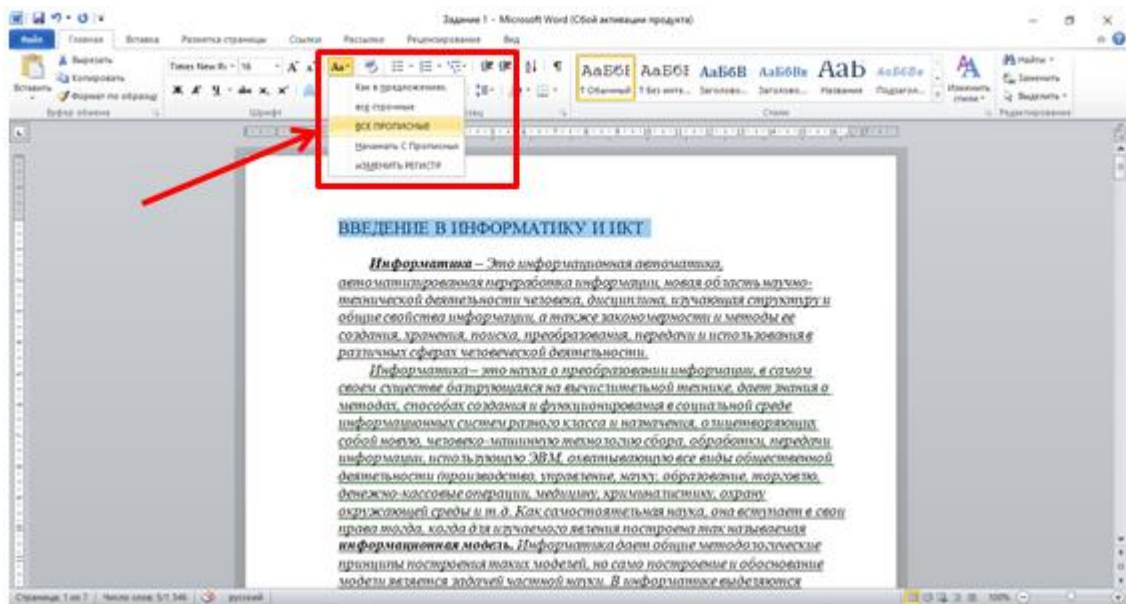 Задание 1 - Microsoft Word (Сбой активации продукта)
Файл Главная Вставка Разметка страницы Ссылки Рассылки Рецензирование Вид
Вырезать
Копировать
Формат по образцу
Вставить
Буфер обмена
Times New R 16
Ж К Ч abc x, x²
Шрифт
Aa
Как в предложениях.
все строчные
ВСЕ ПРОПИСНЫЕ
Начинать С Прописных
иЗМЕНИТЬ РЕГИСТР
АаБбВ АаБбВ АаБбВ АаБбВв Aab АаБбВв
Обычный Без инте... Заголово... Заголово... Название Подзагол...
Изменить стили
Стили
Найти
Заменить
Выделить
Редактирование
ВВЕДЕНИЕ В ИНФОРМАТИКУ И ИКТ
Информатика – Это информационная автоматика,
автоматизированная переработка информации, новая область научно-
технической деятельности человека, дисциплина, изучающая структуру и
общие свойства информации, а также закономерности и методы ее
создания, хранения, поиска, преобразования, передачи и использования в
различных сферах человеческой деятельности.
Информатика – это наука о преобразовании информации, в самом
своем существе базирующаяся на вычислительной технике, дает знания о
методах, способах создания и функционирования в социальной среде
информационных систем разного класса и назначения, олицетворяющих
собой новую, человеко-машинную технологию сбора, обработки, передачи
информации, использующую ЭВМ, охватывающую все виды общественной
деятельности (производство, управление, науку, образование, торговлю,
денежно-кассовые операции, медицину, криминалистику, охрану
окружающей среды и т.д. Как самостоятельная наука, она вступает в свои
права тогда, когда для изучаемого явления построена так называемая
информационная модель. Информатика дает общие методологические
принципы построения таких моделей, но само построение и обоснование
модели является задачей частной науки. В информатике выделяются
Страница: 1 из 7 Число слов: 5/1 546 русский 100%